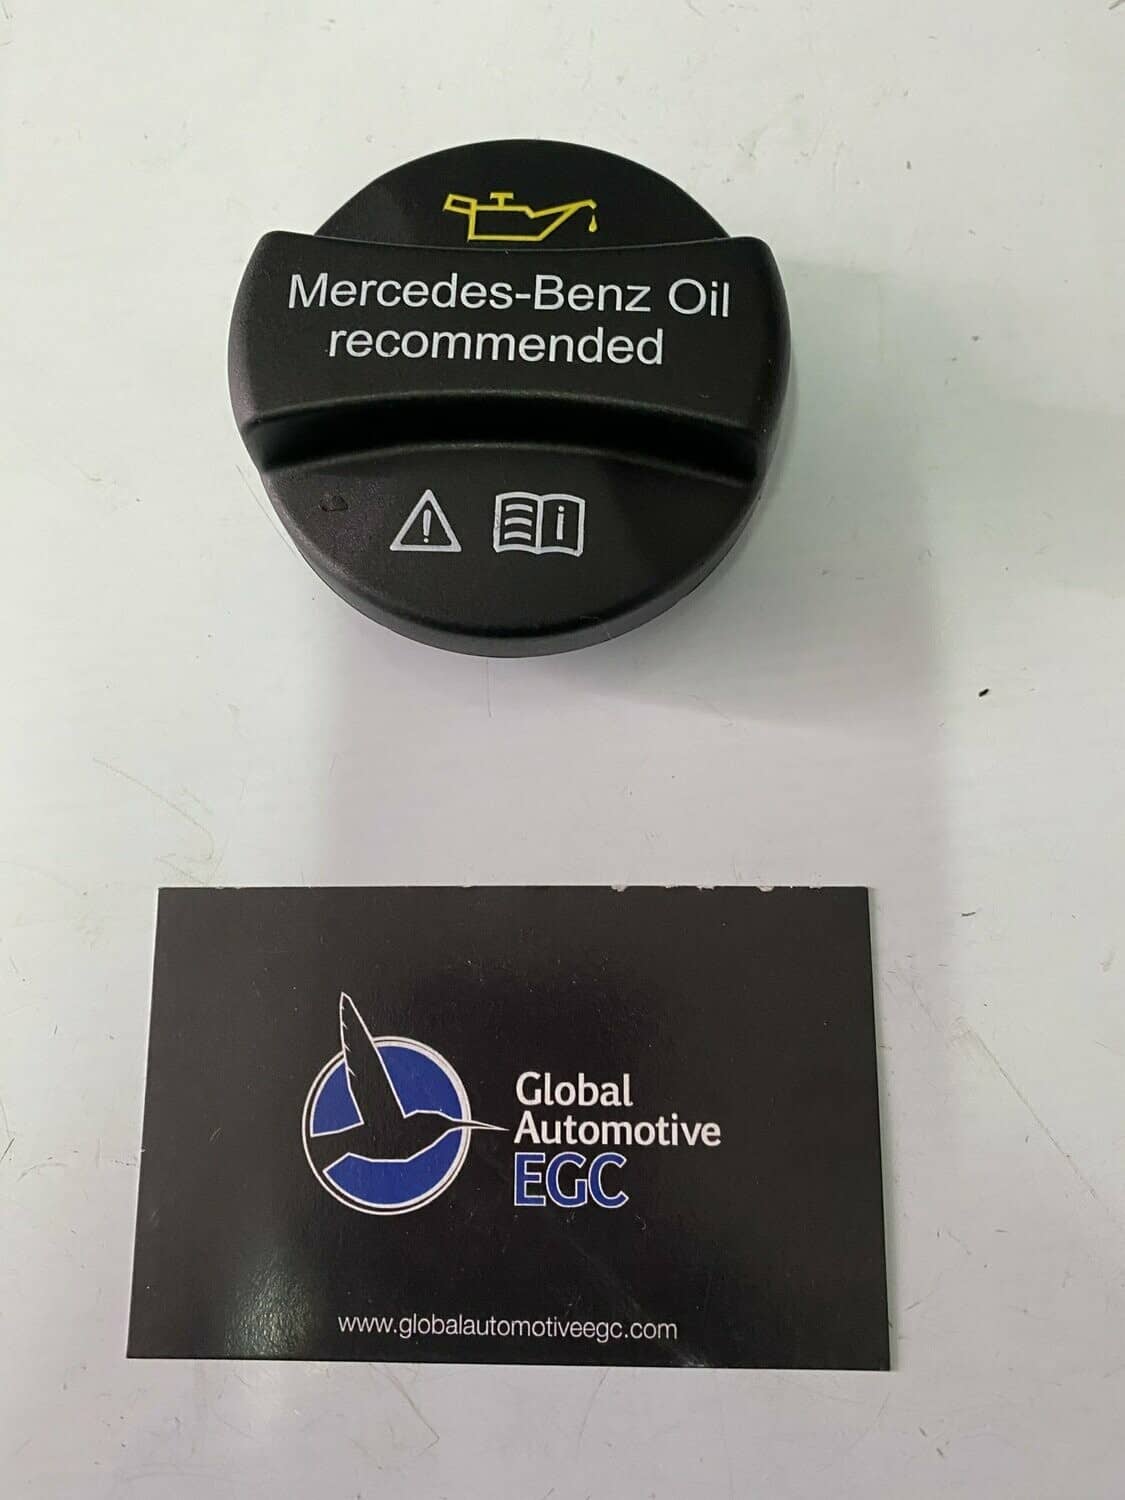 Mercedes-Benz Oil
recommended
i
Global
Automotive
EGC
www.globalautomotiveegc.com